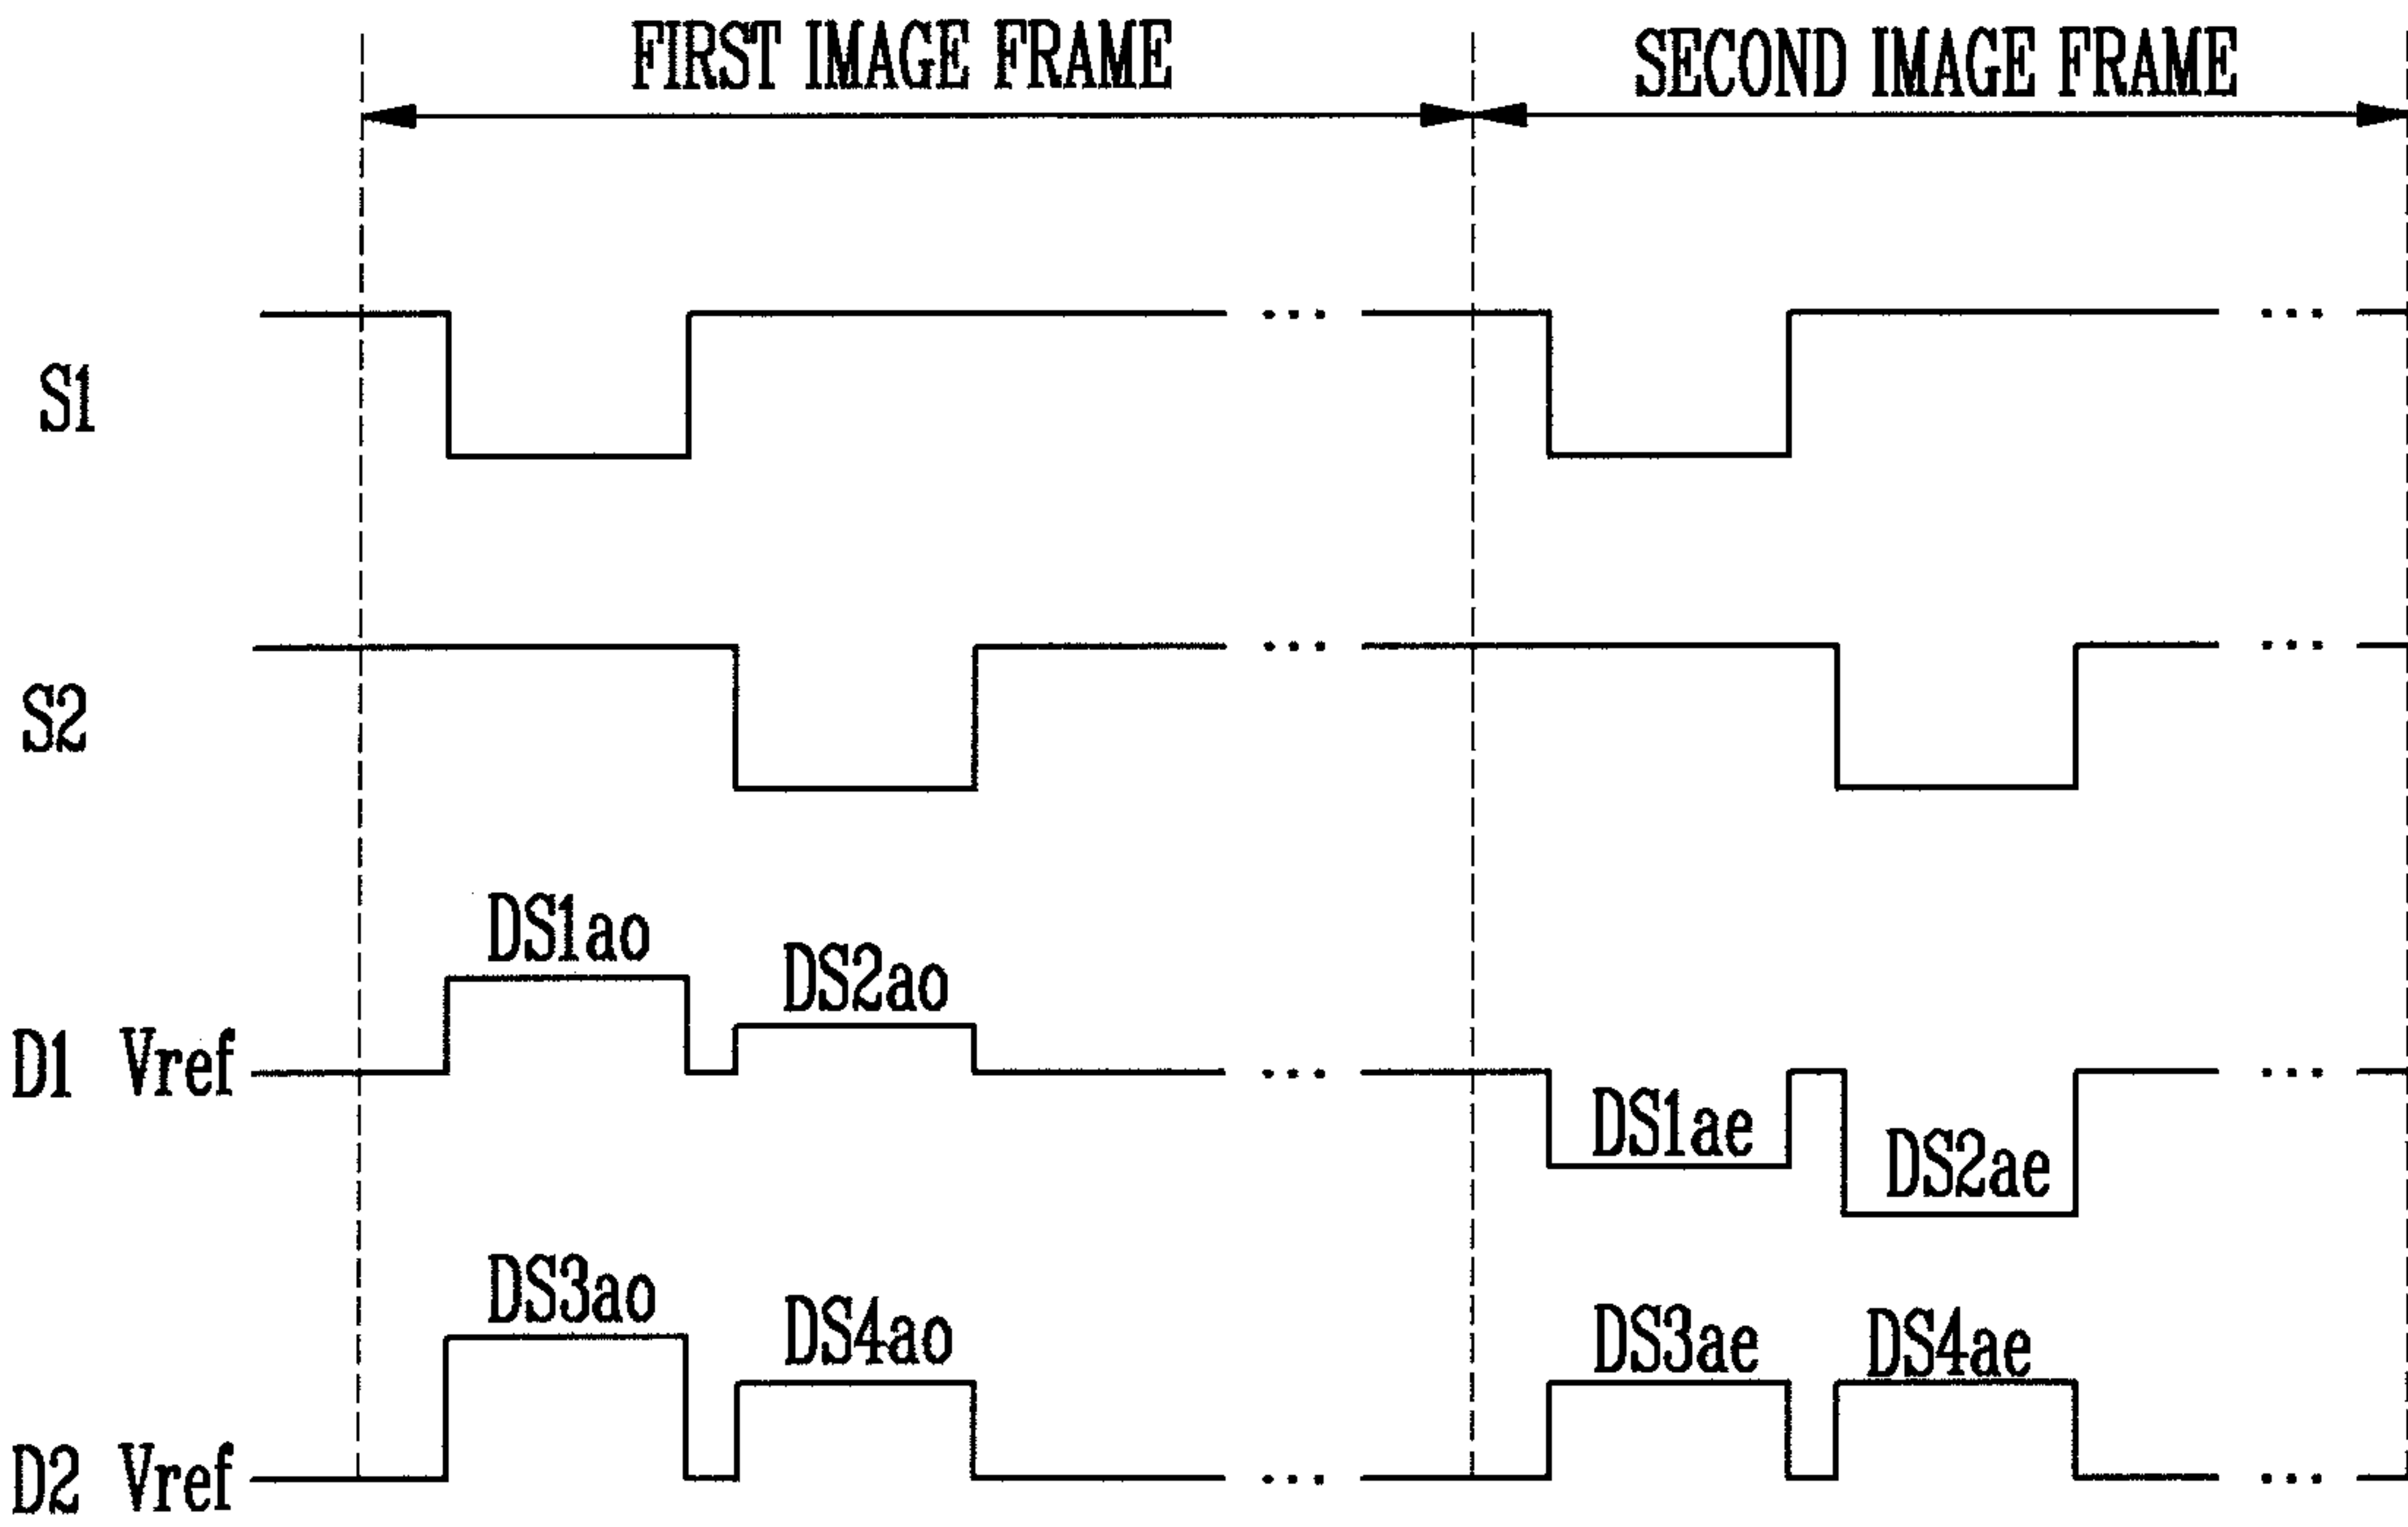 FIRST IMAGE FRAME SECOND IMAGE FRAME
S1
S2
DS1ao
DS2ao
D1 Vref
DS1ae
DS2ae
DS3ao
DS4ao
DS3ae
DS4ae
D2 Vref